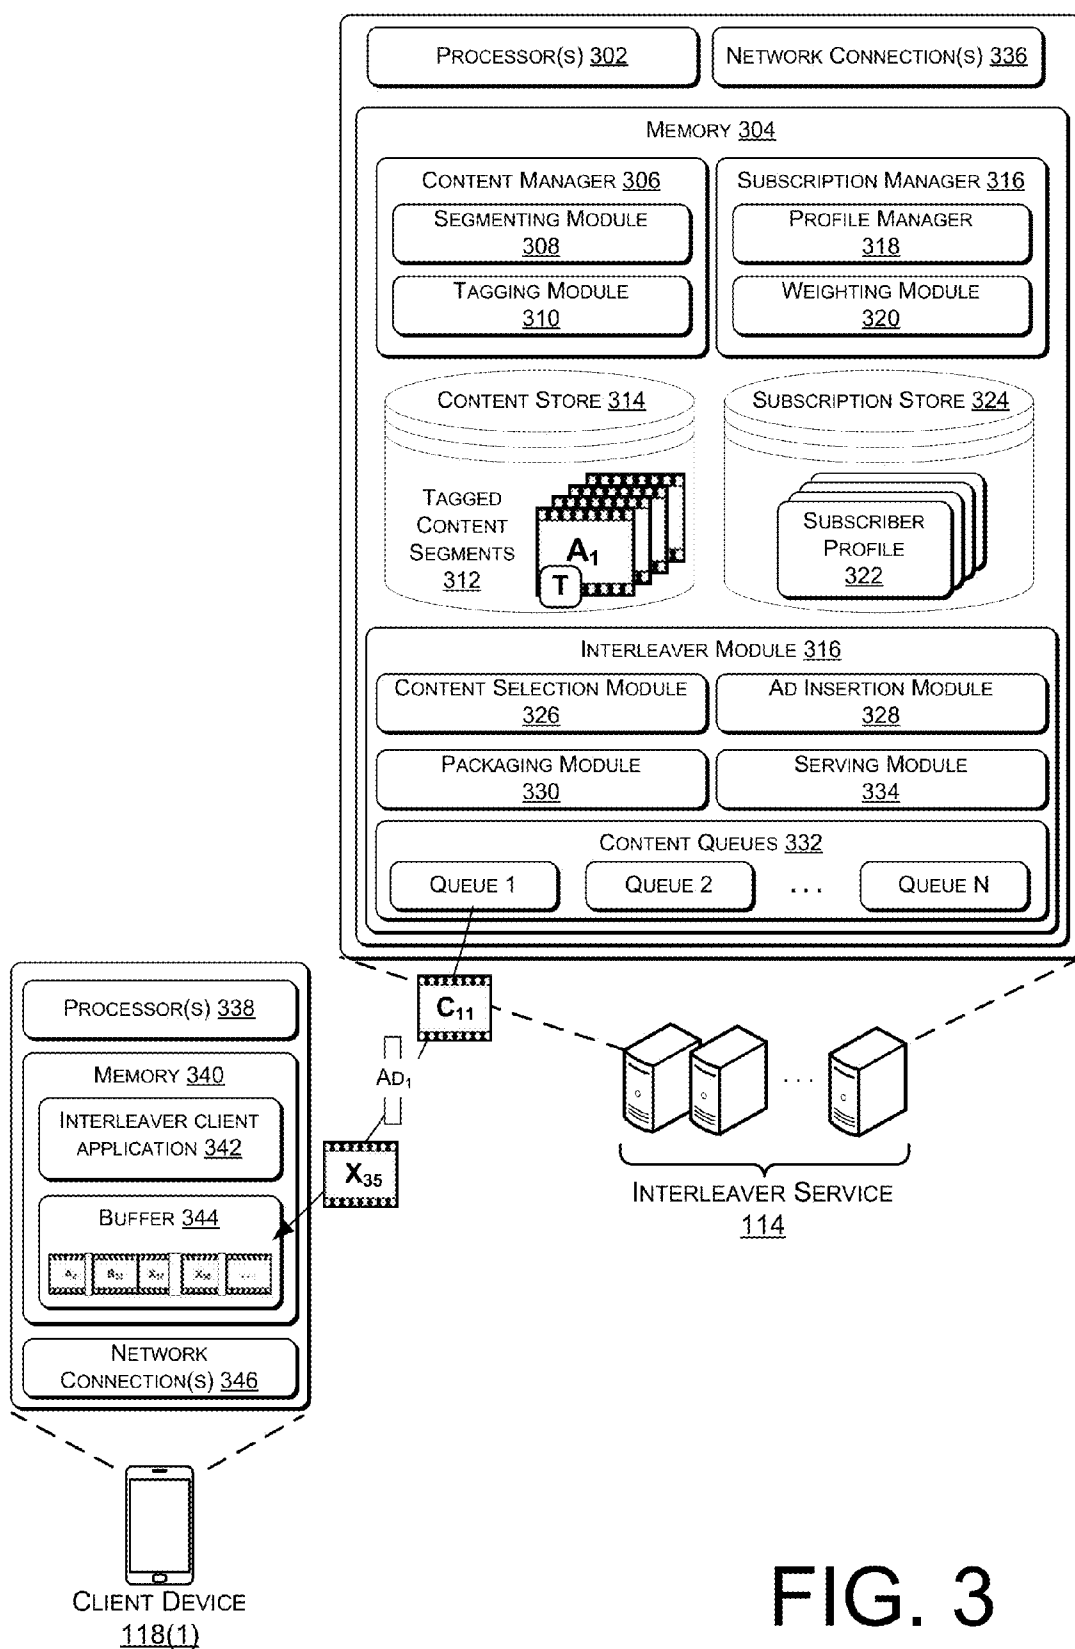 PROCESSOR(S) 302
NETWORK CONNECTION(S) 336
MEMORY 304
CONTENT MANAGER 306
SEGMENTING MODULE
308
TAGGING MODULE
310
SUBSCRIPTION MANAGER 316
PROFILE MANAGER
318
WEIGHTING MODULE
320
CONTENT STORE 314
TAGGED
CONTENT
SEGMENTS
312
A1
T
SUBSCRIPTION STORE 324
SUBSCRIBER
PROFILE
322
INTERLEAVER MODULE 316
CONTENT SELECTION MODULE
326
AD INSERTION MODULE
328
PACKAGING MODULE
330
SERVING MODULE
334
CONTENT QUEUES 332
QUEUE 1
QUEUE 2
. . .
QUEUE N
C11
AD1
X35
. . .
INTERLEAVER SERVICE
114
PROCESSOR(S) 338
MEMORY 340
INTERLEAVER CLIENT
APPLICATION 342
BUFFER 344
NETWORK
CONNECTION(S) 346
CLIENT DEVICE
118(1)
FIG. 3